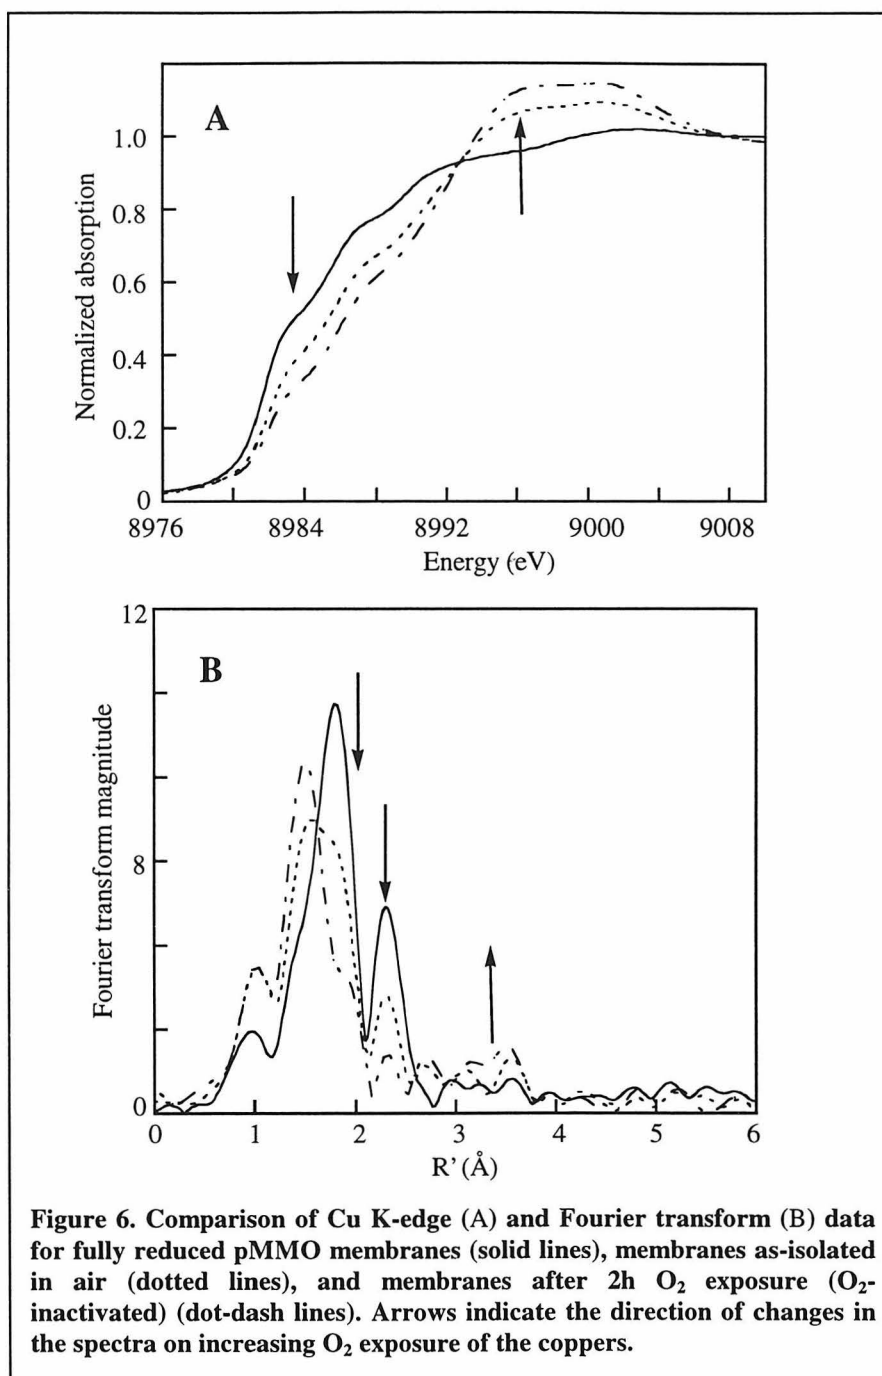 A
1.0
0.8
0.6
0.4
0.2
0
Normalized absorption
8976
8984
8992
9000
9008
Energy (eV)
12
B
8
0
Fourier transform magnitude
0
1
2
3
4
5
6
R' (Å)
Figure 6. Comparison of Cu K-edge (A) and Fourier transform (B) data
for fully reduced pMMO membranes (solid lines), membranes as-isolated
in air (dotted lines), and membranes after 2h O₂ exposure (O₂-
inactivated) (dot-dash lines). Arrows indicate the direction of changes in
the spectra on increasing O₂ exposure of the coppers.